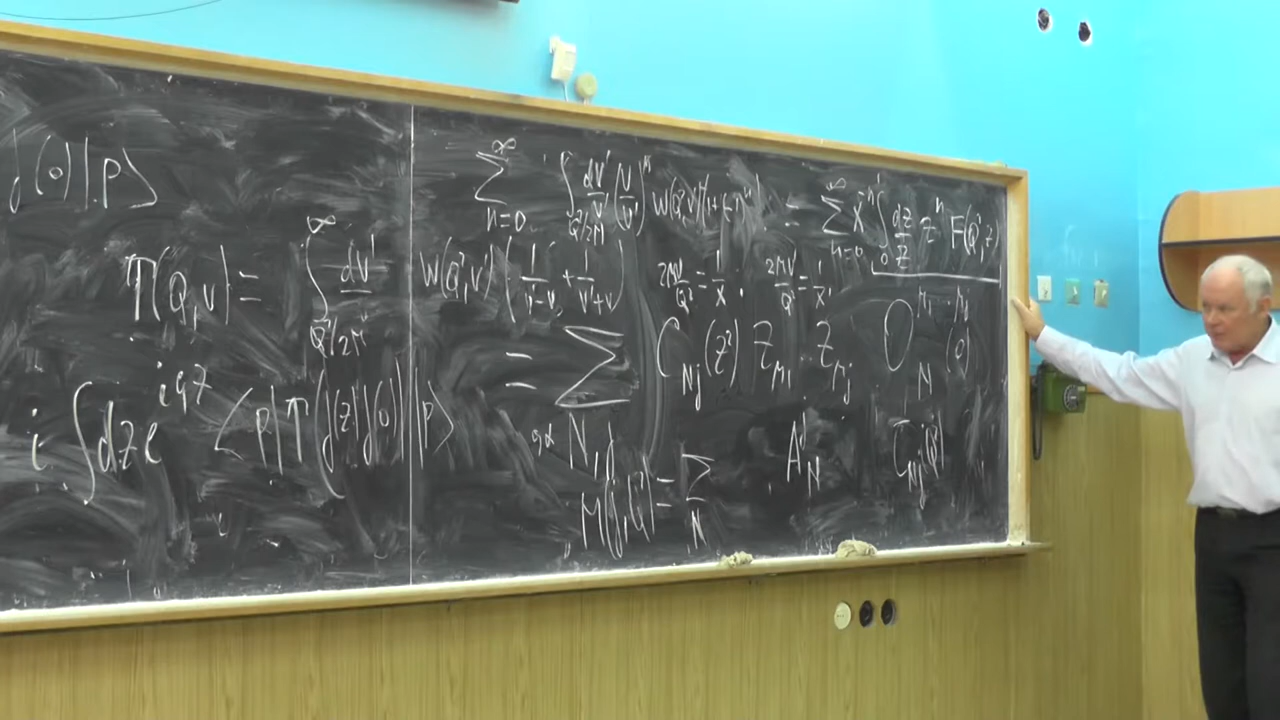 j(0)|p⟩
∑_{n=0}^{∞} ∫_{Q²/2M} dν'/ν' (ν/ν')ⁿ W(Q²,ν')(1+(-1)ⁿ) = ∑_{n=0}^{∞} x⁻ⁿ ∫_0^1 dz/z zⁿ F(Q²,z)
T(Q²,ν) = ∫_{Q²/2M}^{∞} dν' W(Q²,ν') (1/(ν'-ν) + 1/(ν'+ν))
2Mν/Q² = 1/x, 2Mν'/Q² = 1/x'
i ∫ dz e^{iqz} ⟨p|T(j(z)j(0))|p⟩ = ∑_{N,j} C_{Nj}(z²) z_{μ1} … z_{μj} O_N^{μ1…μj}(0)
M(j,Q²) = ∑_N A_N^j C̄_{Nj}(Q²)